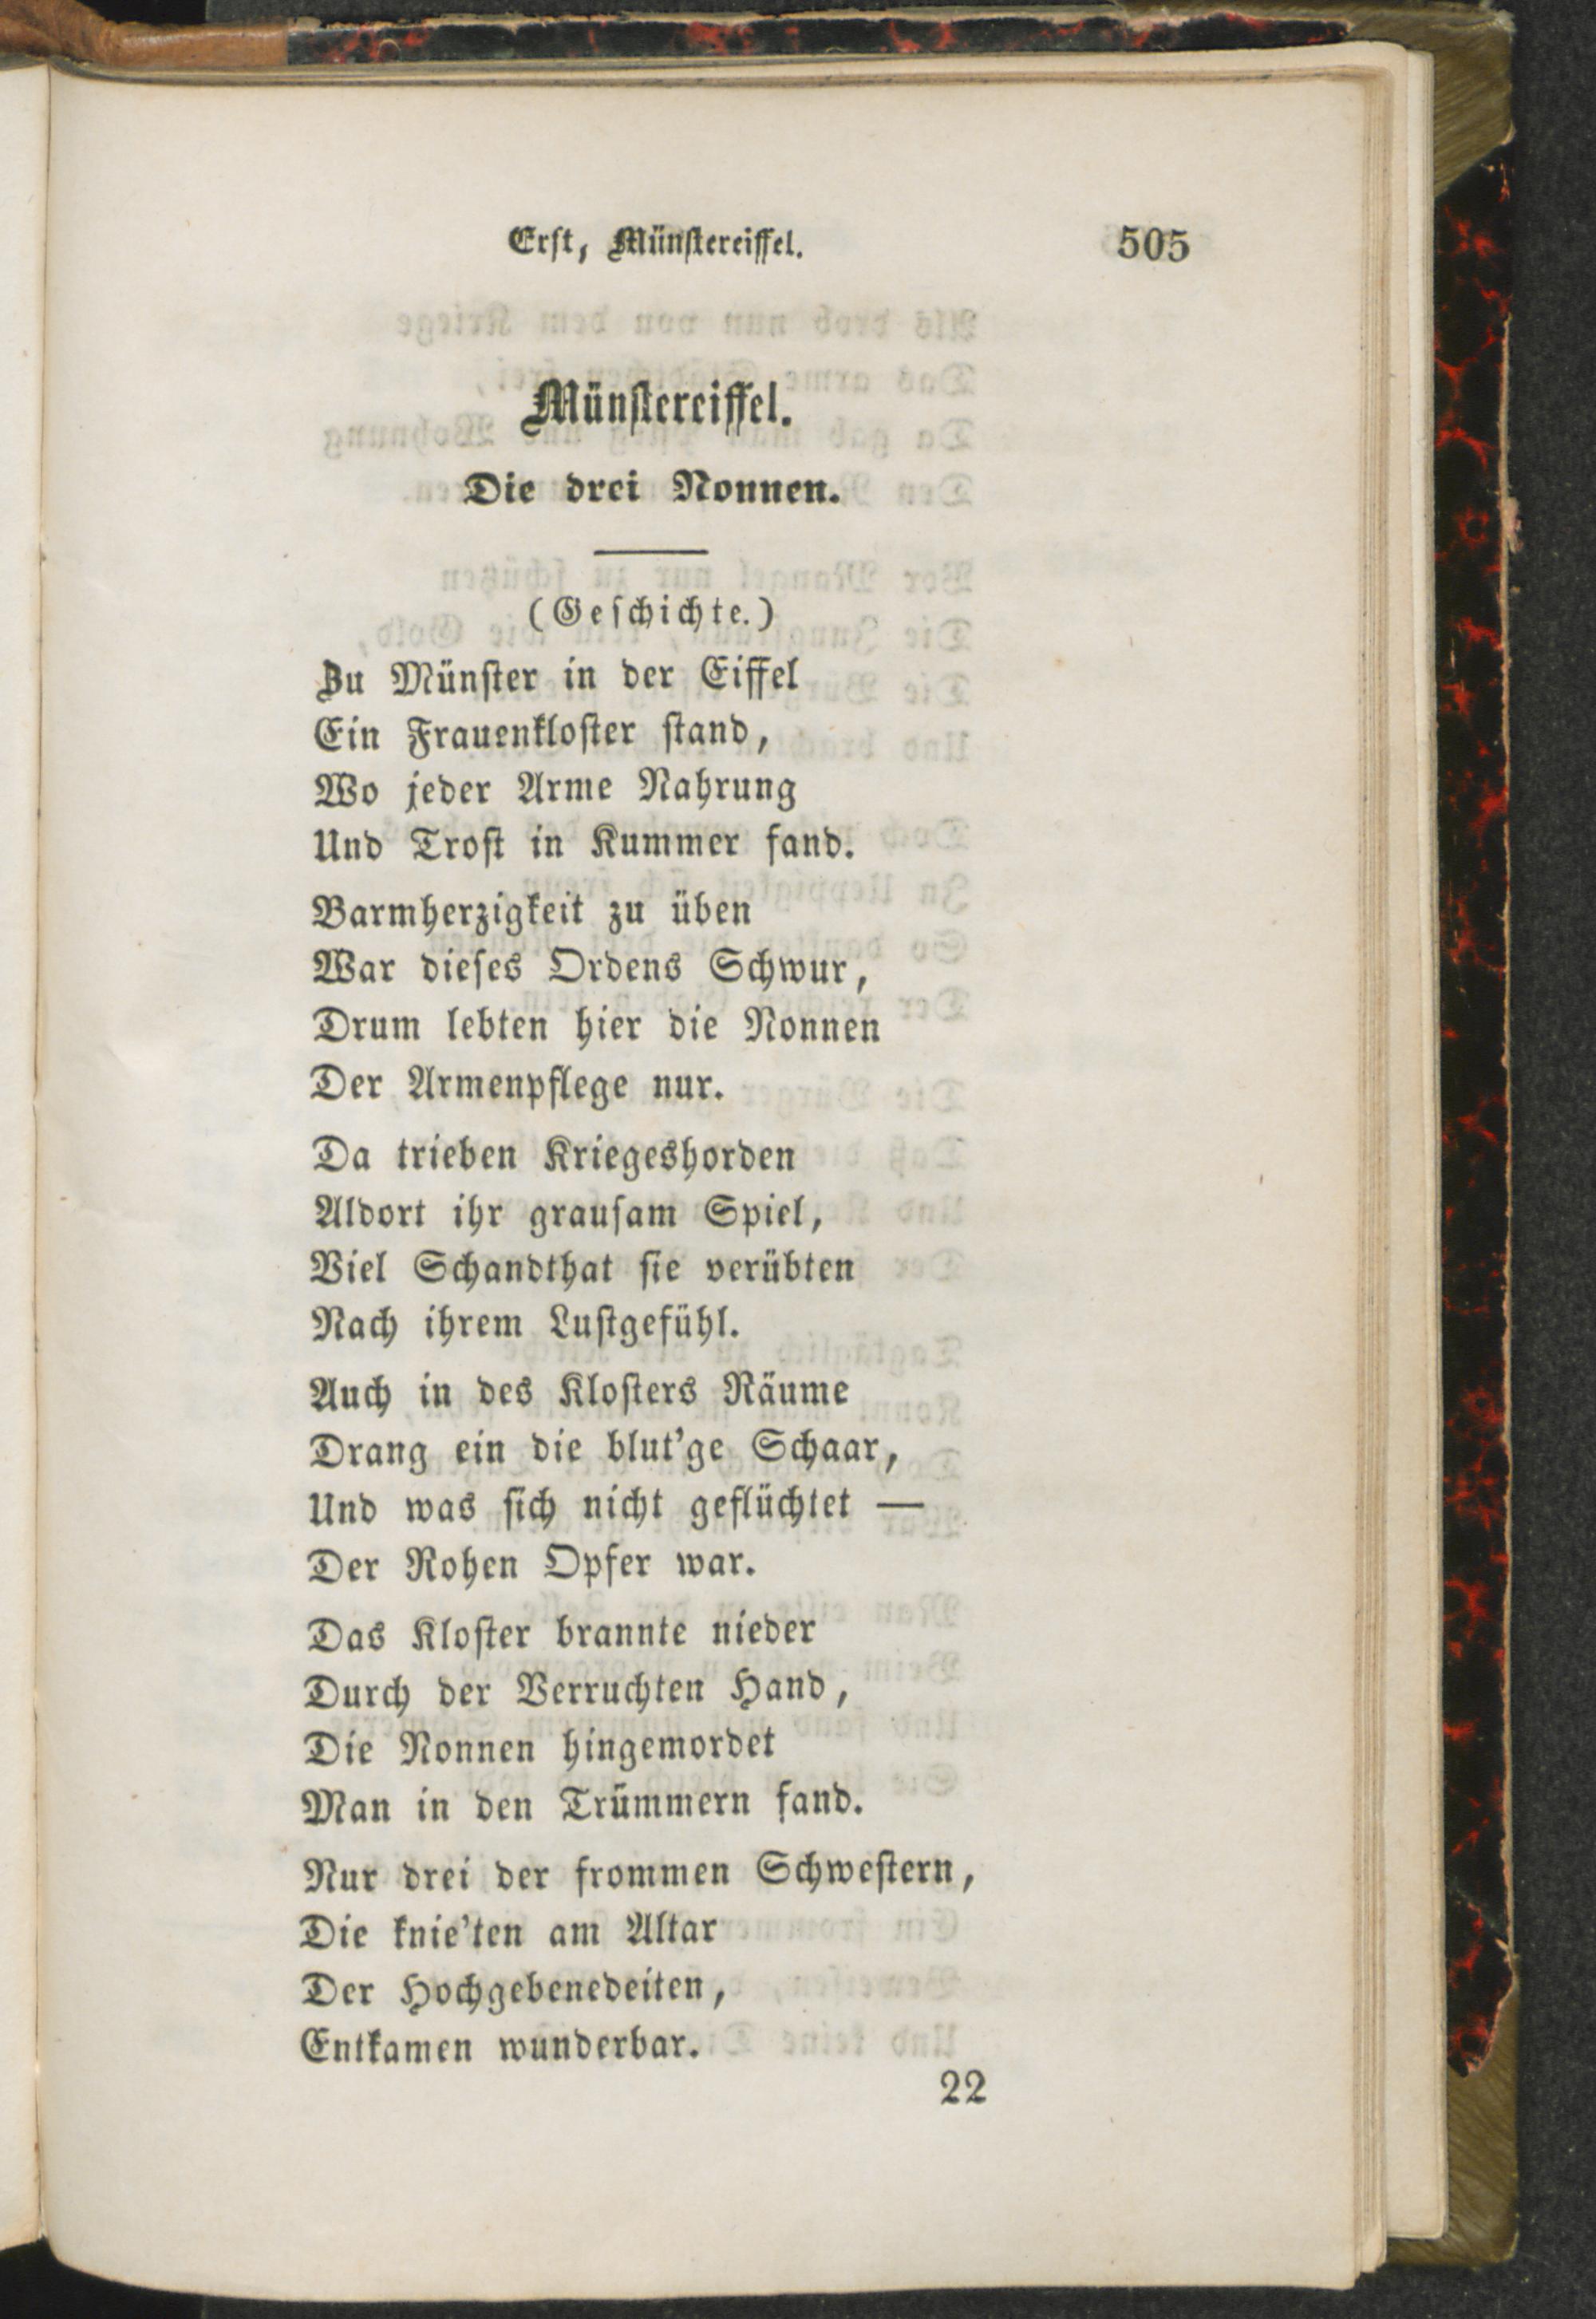 Erst, Münstereiffel. 505
Münstereiffel.
Die drei Nonnen.
(Geschichte.)
Zu Münster in der Eiffel
Ein Frauenkloster stand,
Wo jeder Arme Nahrung
Und Trost in Kummer fand.
Barmherzigkeit zu üben
War dieses Ordens Schwur,
Drum lebten hier die Nonnen
Der Armenpflege nur.
Da trieben Kriegeshorden
Aldort ihr grausam Spiel,
Viel Schandthat sie verübten
Nach ihrem Lustgefühl.
Auch in des Klosters Räume
Drang ein die blut'ge Schaar,
Und was sich nicht geflüchtet —
Der Rohen Opfer war.
Das Kloster brannte nieder
Durch der Verruchten Hand,
Die Nonnen hingemordet
Man in den Trümmern fand.
Nur drei der frommen Schwestern,
Die knie'ten am Altar
Der Hochgebenedeiten,
Entkamen wunderbar.
22